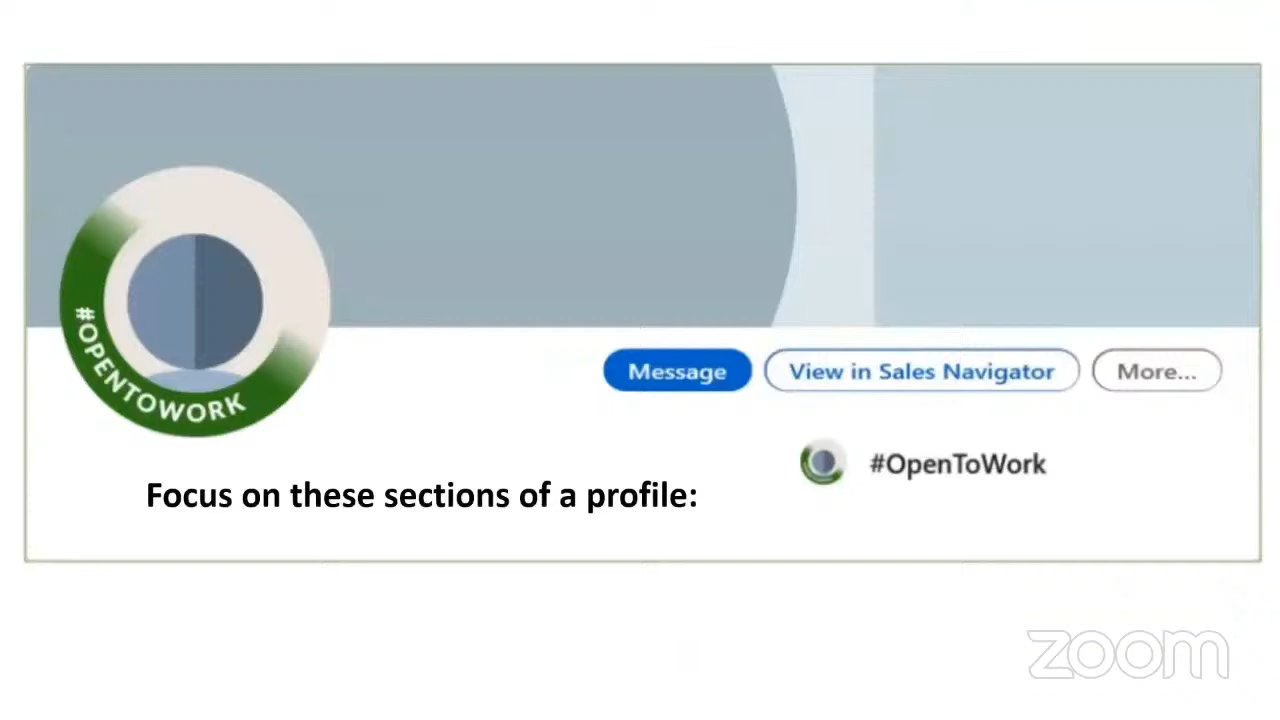 #OPENTOWORK
Message
View in Sales Navigator
More...
#OpenToWork
Focus on these sections of a profile:
zoom